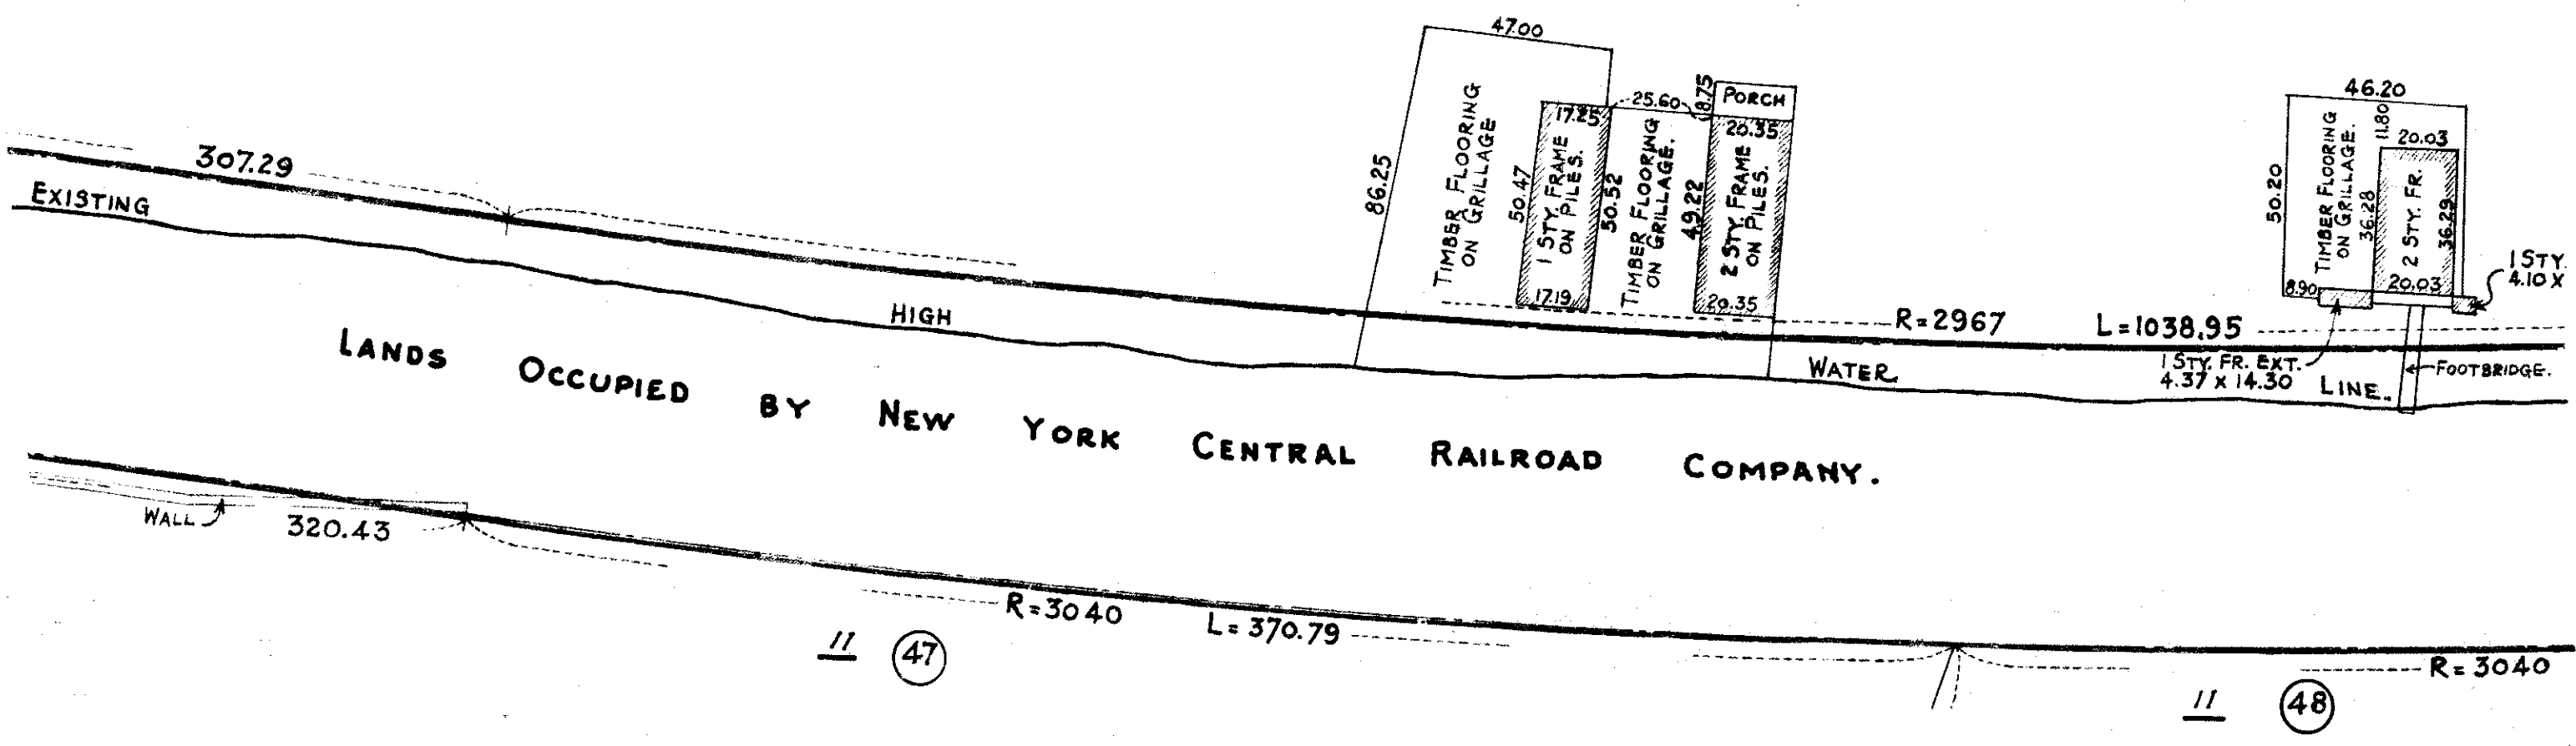 307.29
EXISTING
HIGH
WATER
LINE.
47.00
86.25
TIMBER FLOORING
ON GRILLAGE
50.47
17.25
1 STY. FRAME
ON PILES.
17.19
50.52
25.60
TIMBER FLOORING
ON GRILLAGE.
18.75
PORCH
49.22
20.35
2 STY. FRAME
ON PILES.
20.35
R=2967
L=1038.95
46.20
50.20
TIMBER FLOORING
ON GRILLAGE.
11.80
20.03
36.28
2 STY. FR.
36.29
20.03
8.90
1 STY
4.10 X
1 STY. FR. EXT.
4.37 X 14.30
FOOTBRIDGE.
LANDS OCCUPIED BY NEW YORK CENTRAL RAILROAD COMPANY.
WALL
320.43
R=3040
L=370.79
11 47
R=3040
11 48